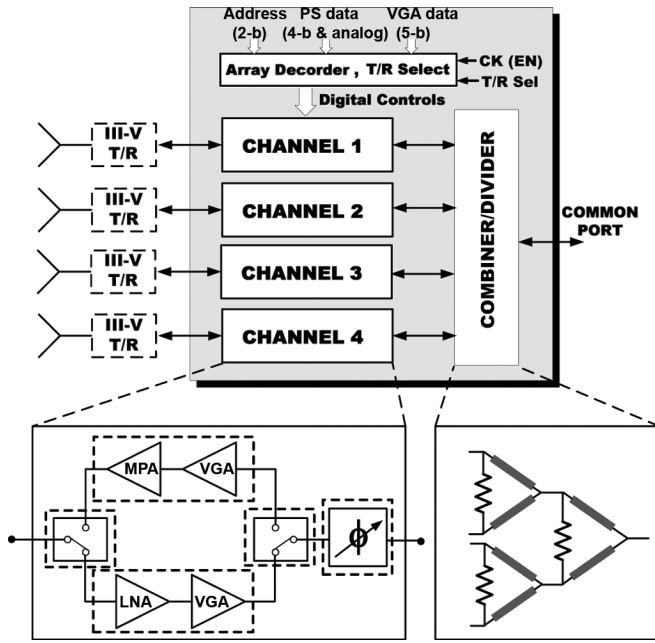 Address PS data VGA data
(2-b) (4-b & analog) (5-b)
Array Decorder , T/R Select
CK (EN)
T/R Sel
Digital Controls
III-V
T/R
CHANNEL 1
III-V
T/R
CHANNEL 2
III-V
T/R
CHANNEL 3
III-V
T/R
CHANNEL 4
COMBINER/DIVIDER
COMMON
PORT
MPA VGA
ϕ
LNA VGA